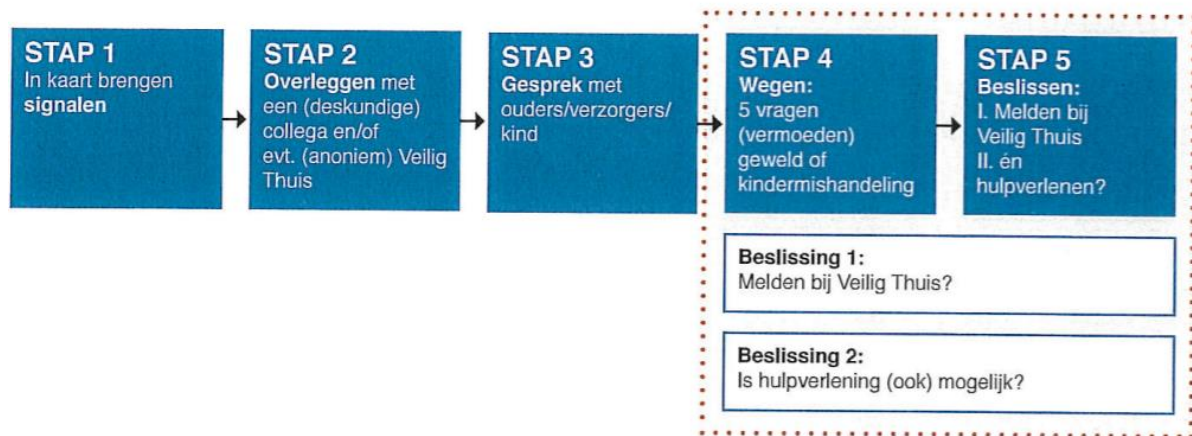 STAP 1
In kaart brengen
signalen
STAP 2
Overleggen met
een (deskundige)
collega en/of
evt. (anoniem) Veilig
Thuis
STAP 3
Gesprek met
ouders/verzorgers/
kind
STAP 4
Wegen:
5 vragen
(vermoeden)
geweld of
kindermishandeling
STAP 5
Beslissen:
I. Melden bij
Veilig Thuis
II. én
hulpverlenen?
Beslissing 1:
Melden bij Veilig Thuis?
Beslissing 2:
Is hulpverlening (ook) mogelijk?